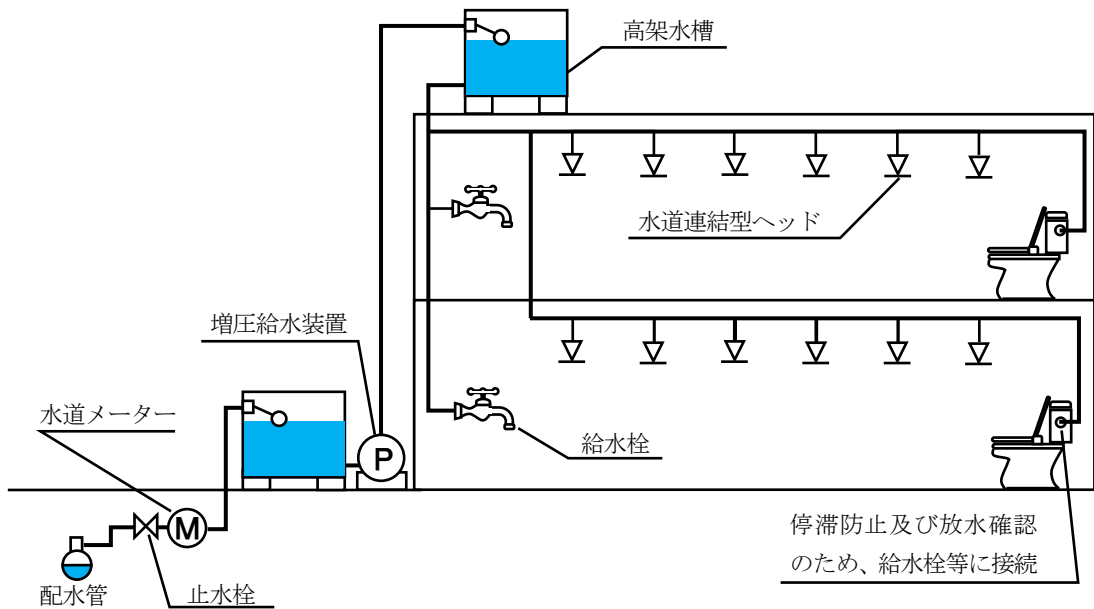 高架水槽
水道連結型ヘッド
増圧給水装置
水道メーター
給水栓
P
M
停滞防止及び放水確認
のため、給水栓等に接続
配水管
止水栓